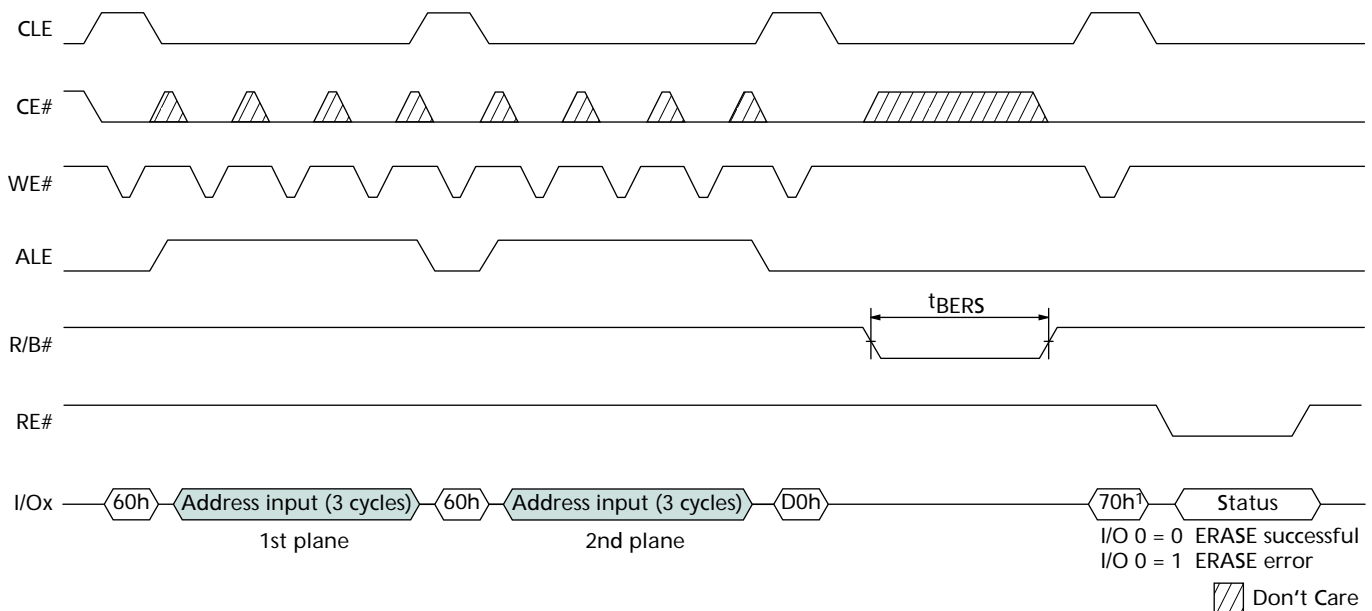 CLE
CE#
WE#
ALE
tBERS
R/B#
RE#
I/Ox 60h Address input (3 cycles) 60h Address input (3 cycles) D0h 70h1 Status
1st plane 2nd plane I/O 0 = 0 ERASE successful
I/O 0 = 1 ERASE error
Don't Care